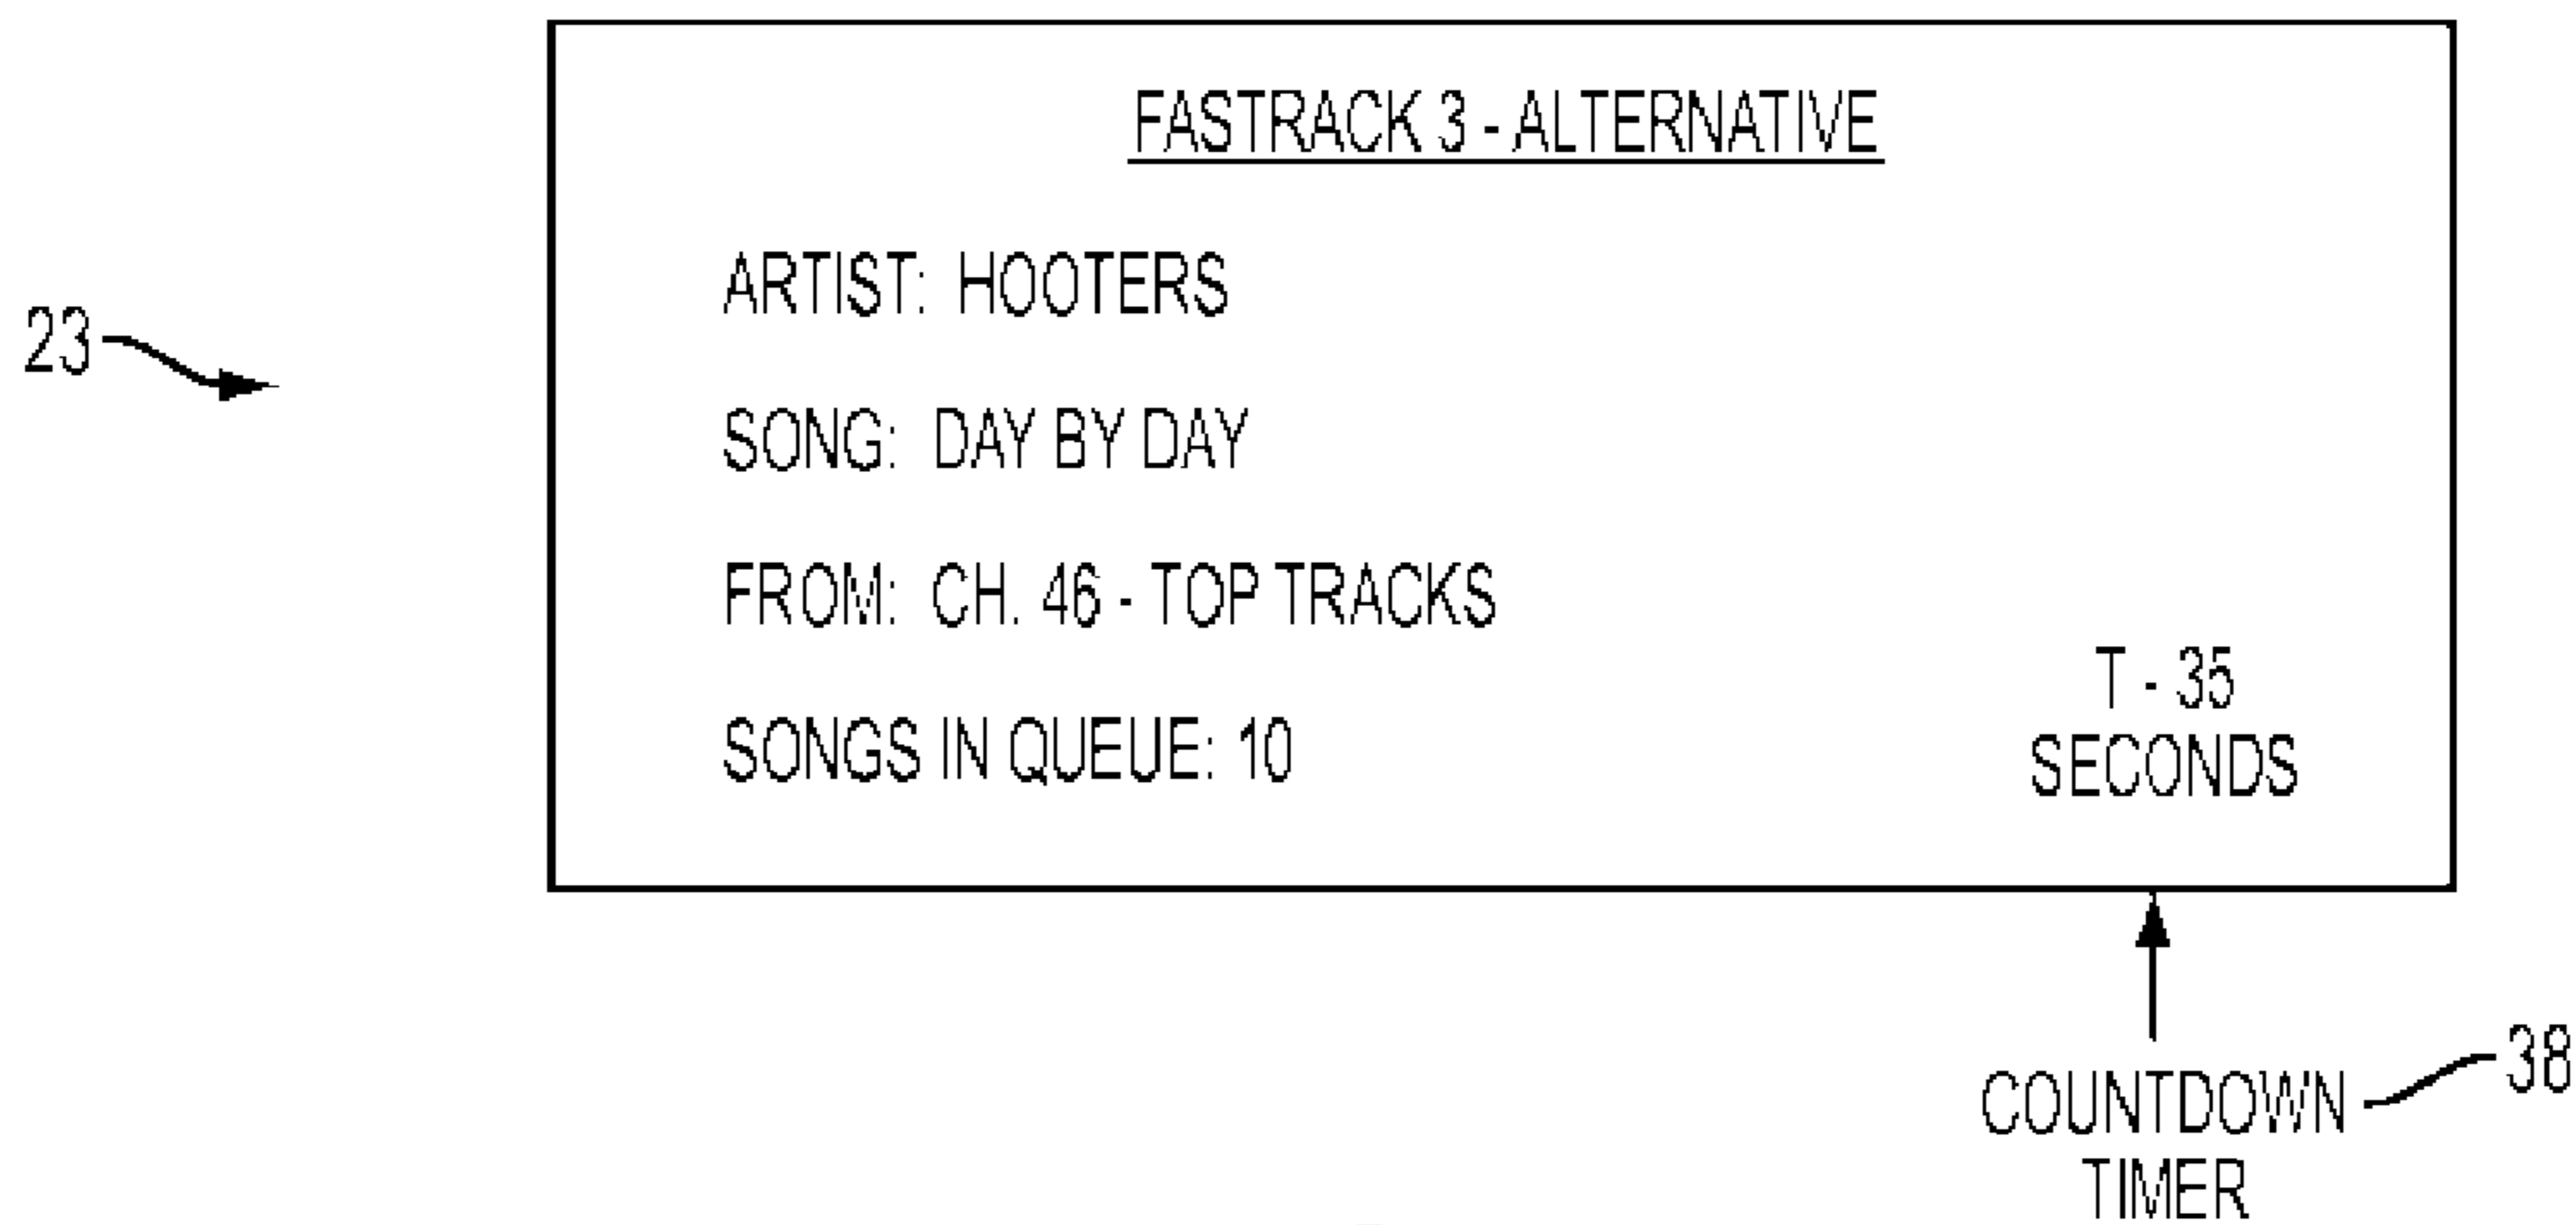 FASTRACK 3 - ALTERNATIVE
ARTIST: HOOTERS
23
SONG: DAY BY DAY
FROM: CH. 46 - TOP TRACKS
SONGS IN QUEUE: 10
T - 35
SECONDS
COUNTDOWN
TIMER
38